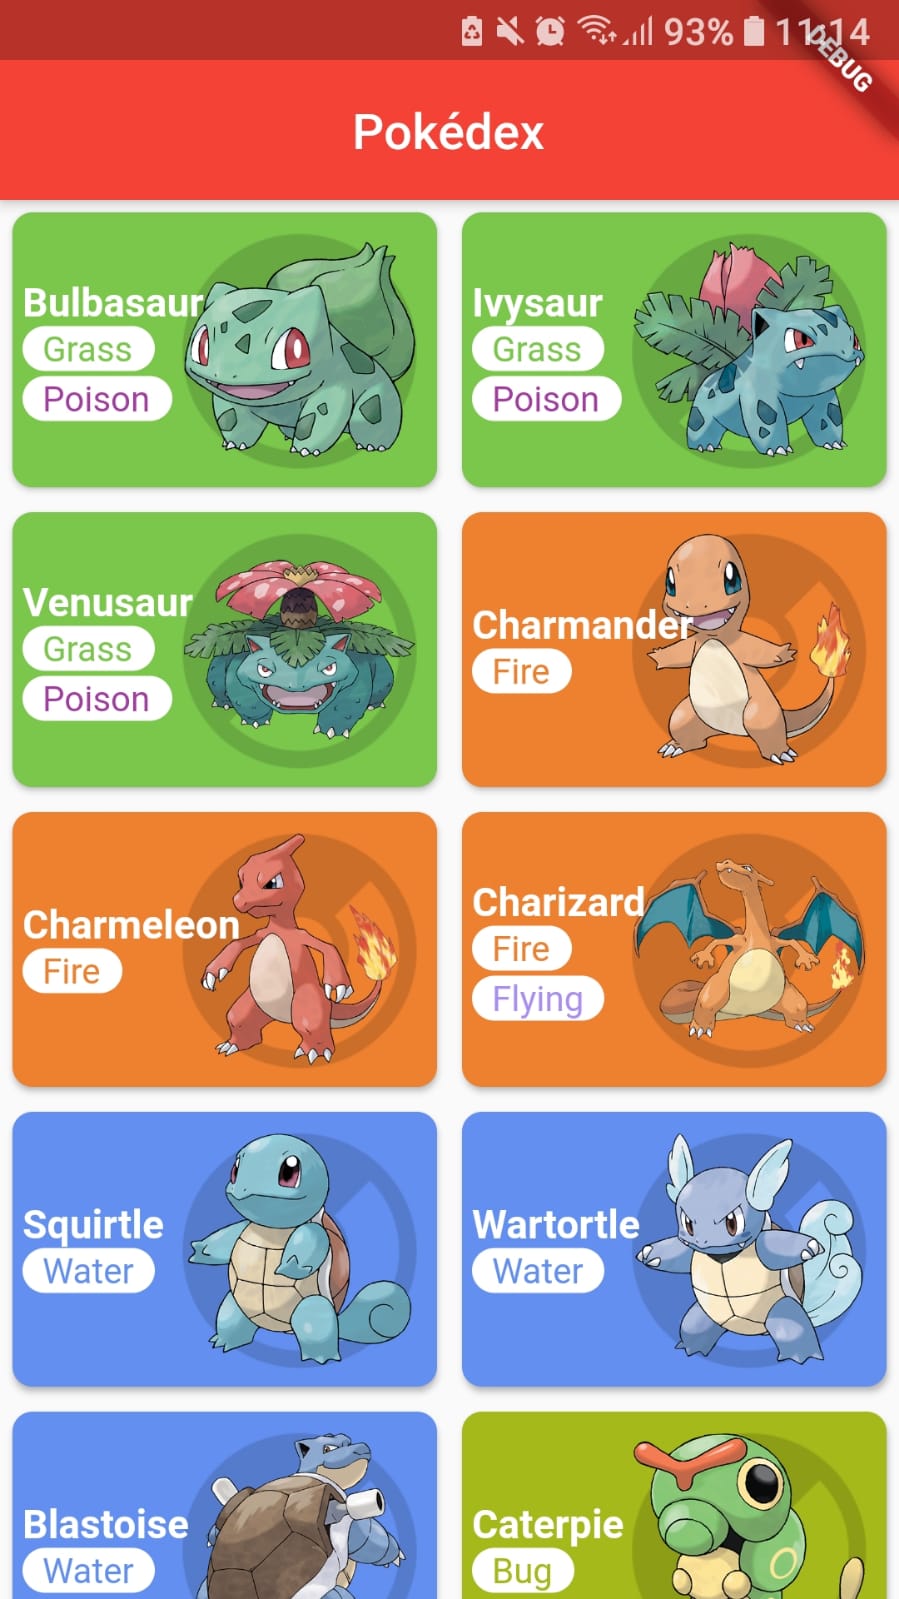 93% 11:14
DEBUG
Pokédex
Bulbasaur
Grass
Poison
Ivysaur
Grass
Poison
Venusaur
Grass
Poison
Charmander
Fire
Charmeleon
Fire
Charizard
Fire
Flying
Squirtle
Water
Wartortle
Water
Blastoise
Water
Caterpie
Bug